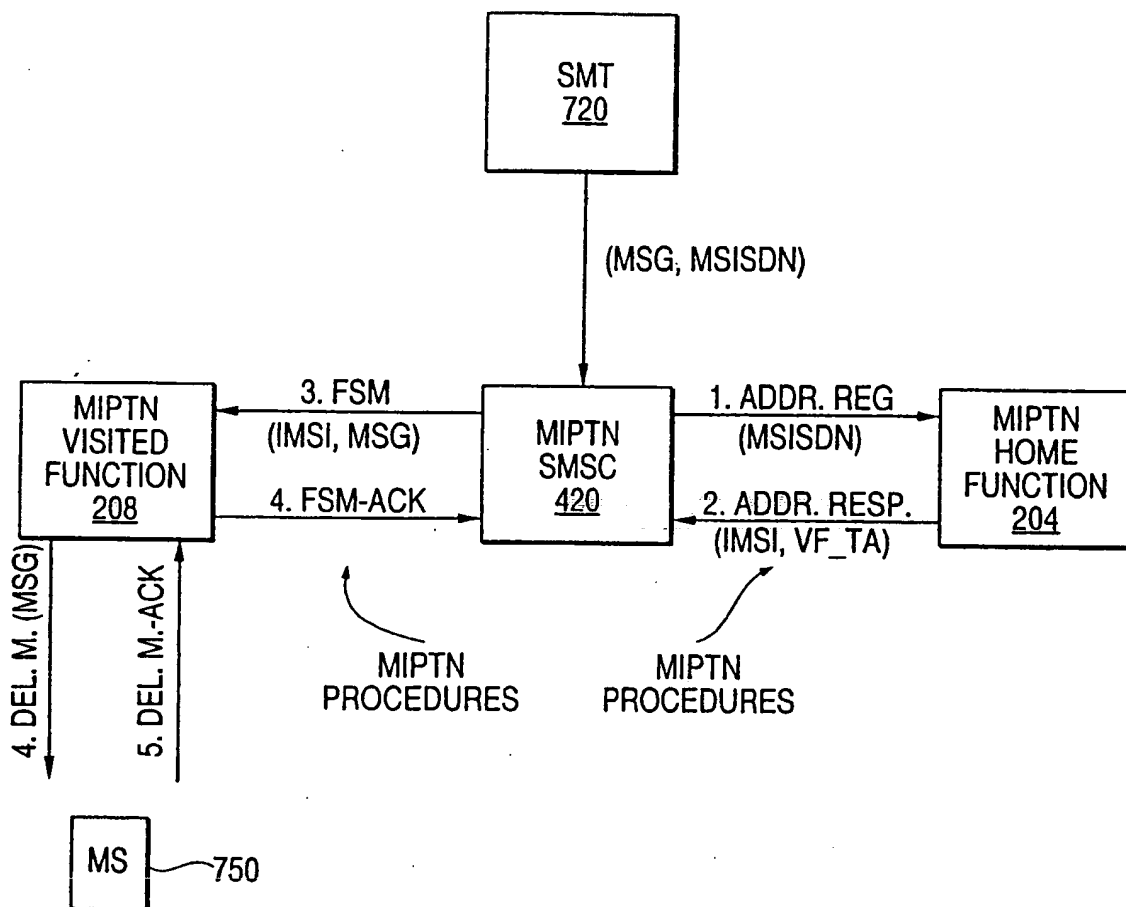 SMT
720
(MSG, MSISDN)
3. FSM
(IMSI, MSG)
4. FSM-ACK
MIPTN
VISITED
FUNCTION
208
MIPTN
SMSC
420
1. ADDR. REG
(MSISDN)
2. ADDR. RESP.
(IMSI, VF_TA)
MIPTN
HOME
FUNCTION
204
4. DEL. M. (MSG)
5. DEL. M.-ACK
MIPTN
PROCEDURES
MIPTN
PROCEDURES
MS
750